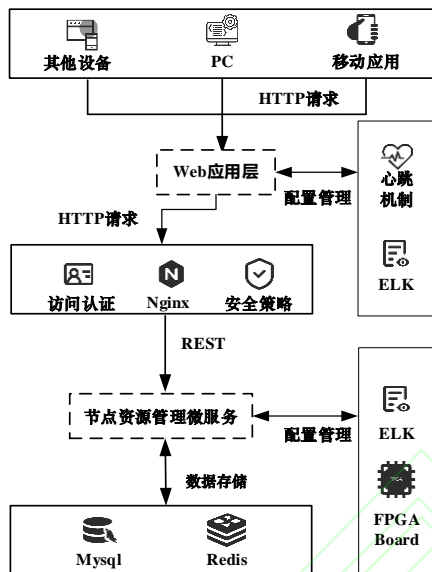 其他设备
PC
移动应用
HTTP请求
Web应用层
配置管理
心跳
机制
ELK
HTTP请求
访问认证
Nginx
安全策略
REST
节点资源管理微服务
配置管理
ELK
FPGA
Board
数据存储
Mysql
Redis